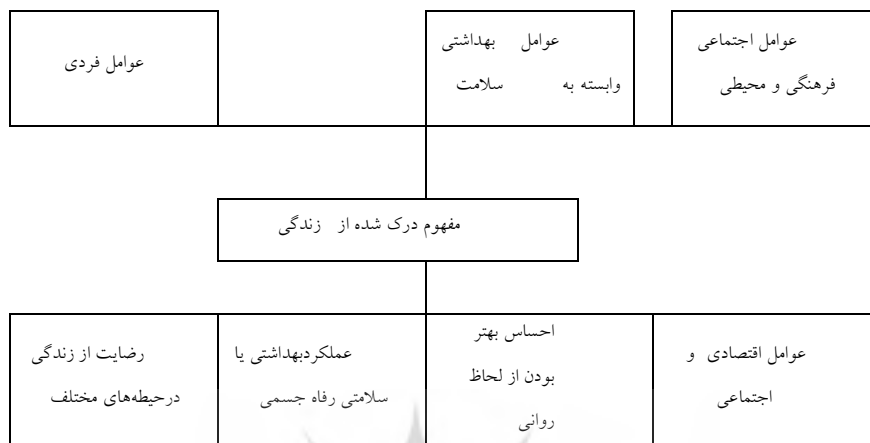 عوامل اجتماعی
فرهنگی و محیطی
عوامل بهداشتی
وابسته به سلامت
عوامل فردی
مفهوم درک شده از زندگی
عوامل اقتصادی و
اجتماعی
احساس بهتر
بودن از لحاظ
روانی
عملکردبهداشتی یا
سلامتی رفاه جسمی
رضایت از زندگی
درحیطه‌های مختلف